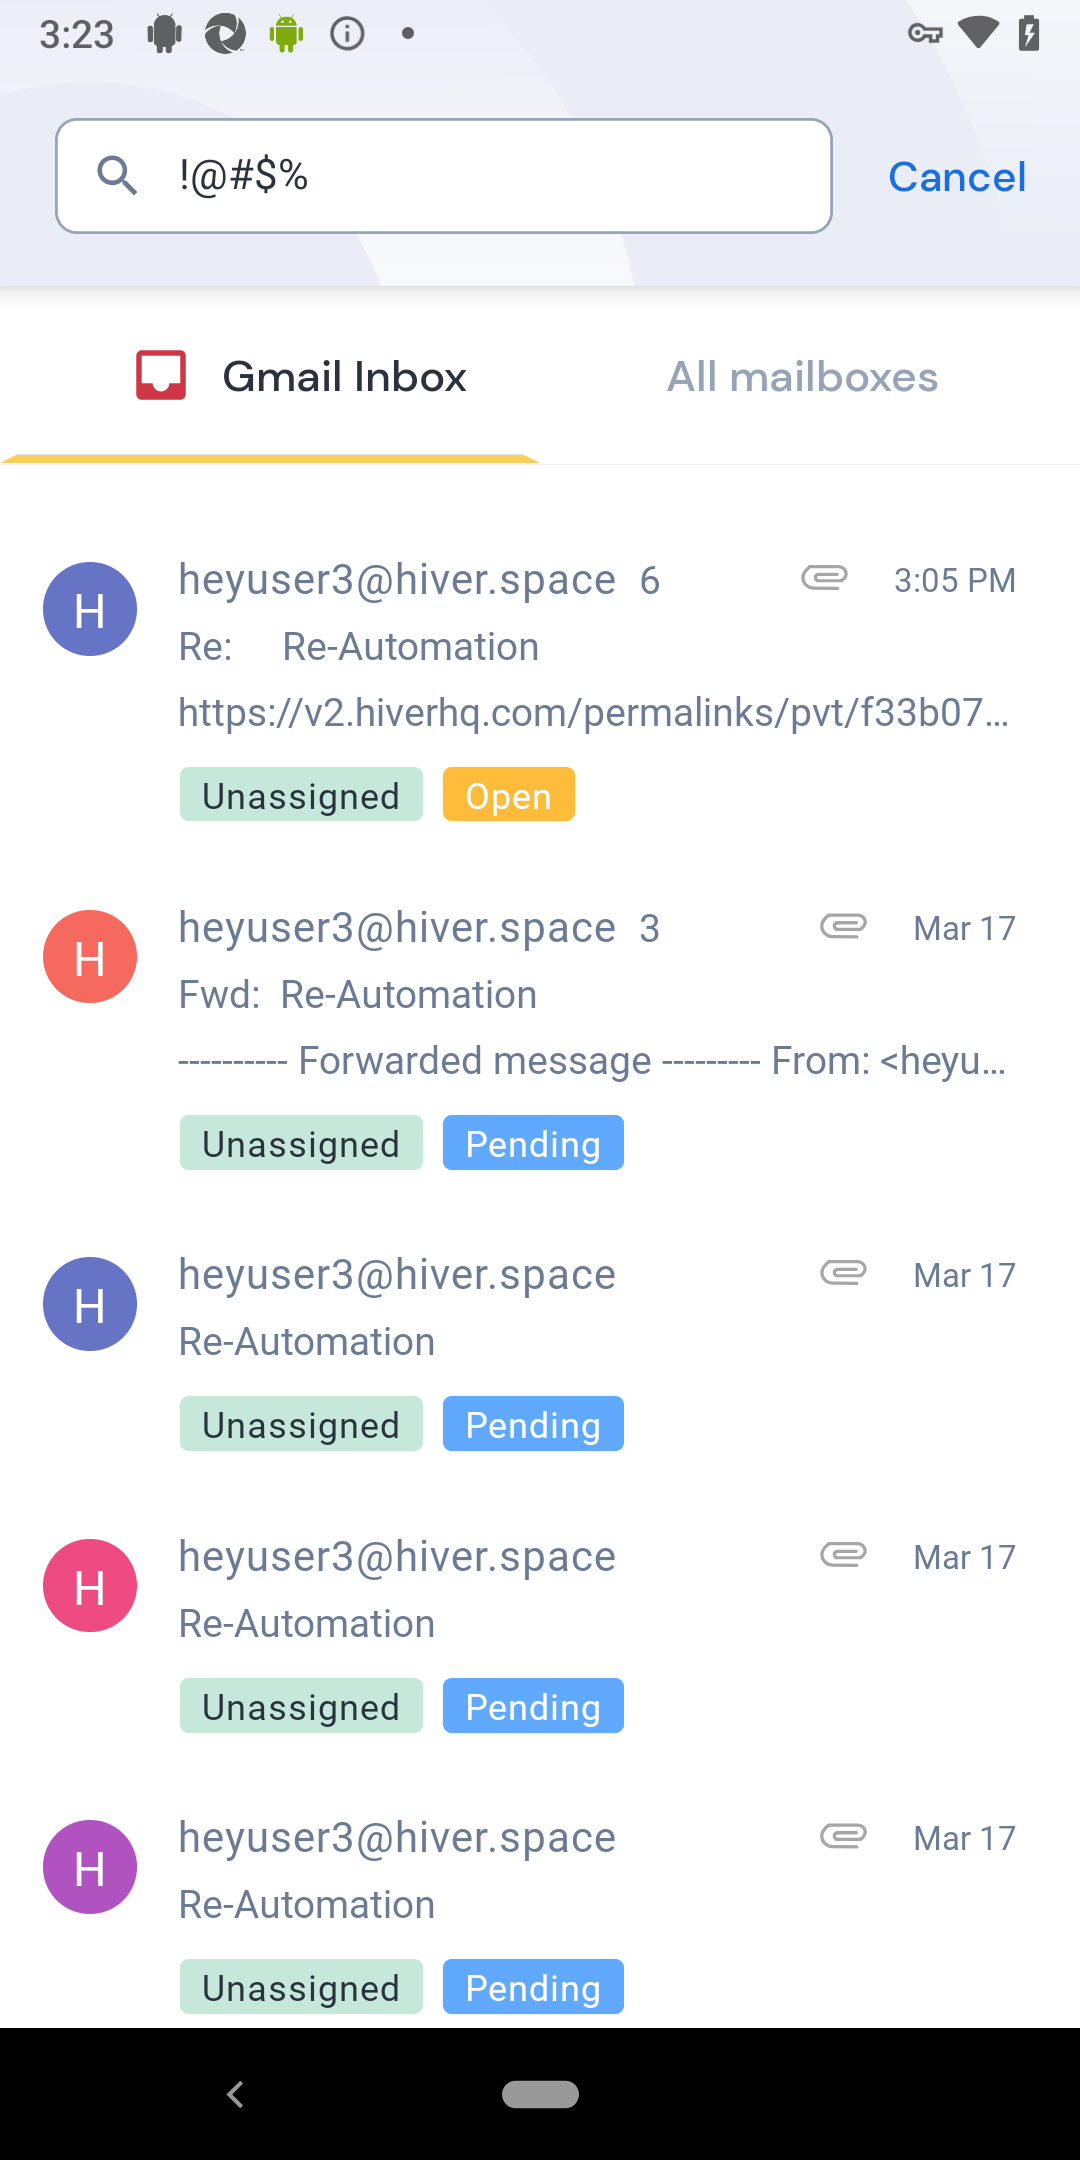 3:23
!@#$%
Cancel
Gmail Inbox
All mailboxes
H
heyuser3@hiver.space 6
3:05 PM
Re: Re-Automation
https://v2.hiverhq.com/permalinks/pvt/f33b07...
Unassigned Open
H
heyuser3@hiver.space 3
Mar 17
Fwd: Re-Automation
---------- Forwarded message --------- From: <heyu...
Unassigned Pending
H
heyuser3@hiver.space
Mar 17
Re-Automation
Unassigned Pending
H
heyuser3@hiver.space
Mar 17
Re-Automation
Unassigned Pending
H
heyuser3@hiver.space
Mar 17
Re-Automation
Unassigned Pending